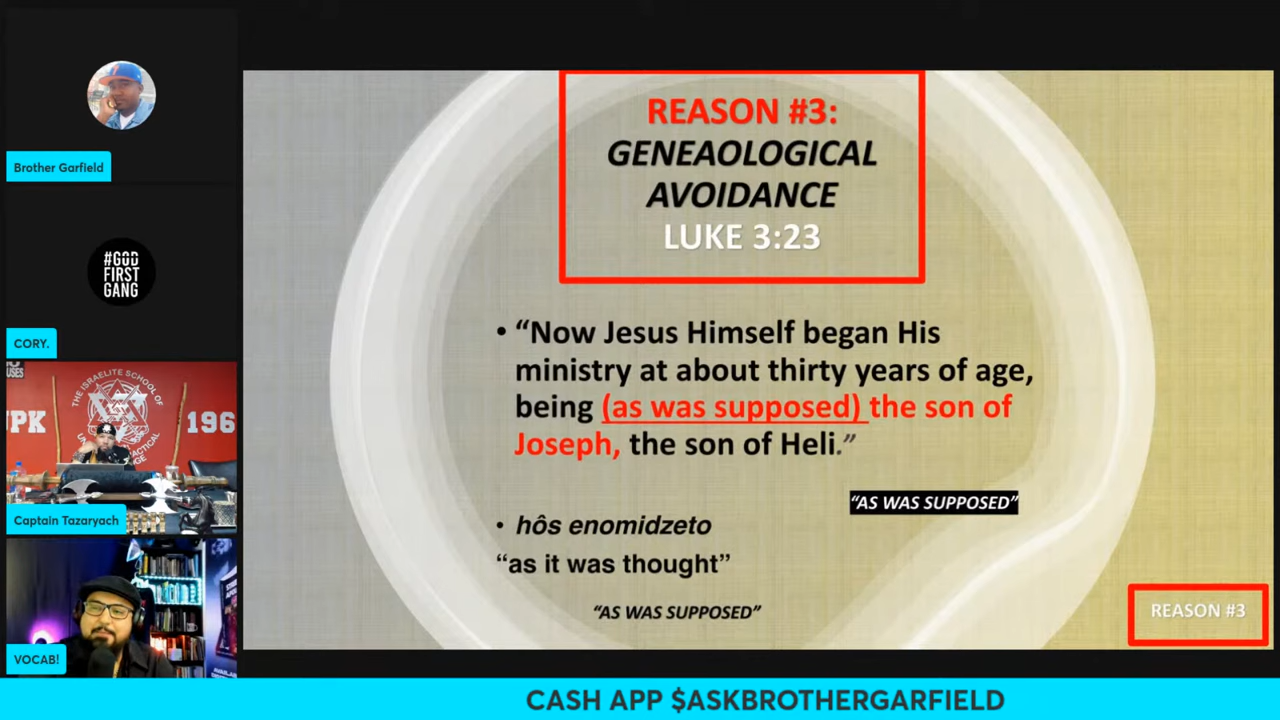 Brother Garfield
#GOD
FIRST
GANG
CORY.
THE ISRAELITE SCHOOL OF
UPK
196
Captain Tazaryach
VOCAB!
REASON #3:
GENEAOLOGICAL
AVOIDANCE
LUKE 3:23
• “Now Jesus Himself began His
ministry at about thirty years of age,
being (as was supposed) the son of
Joseph, the son of Heli.”
“AS WAS SUPPOSED”
• hôs enomidzeto
“as it was thought”
“AS WAS SUPPOSED”
REASON #3
CASH APP $ASKBROTHERGARFIELD